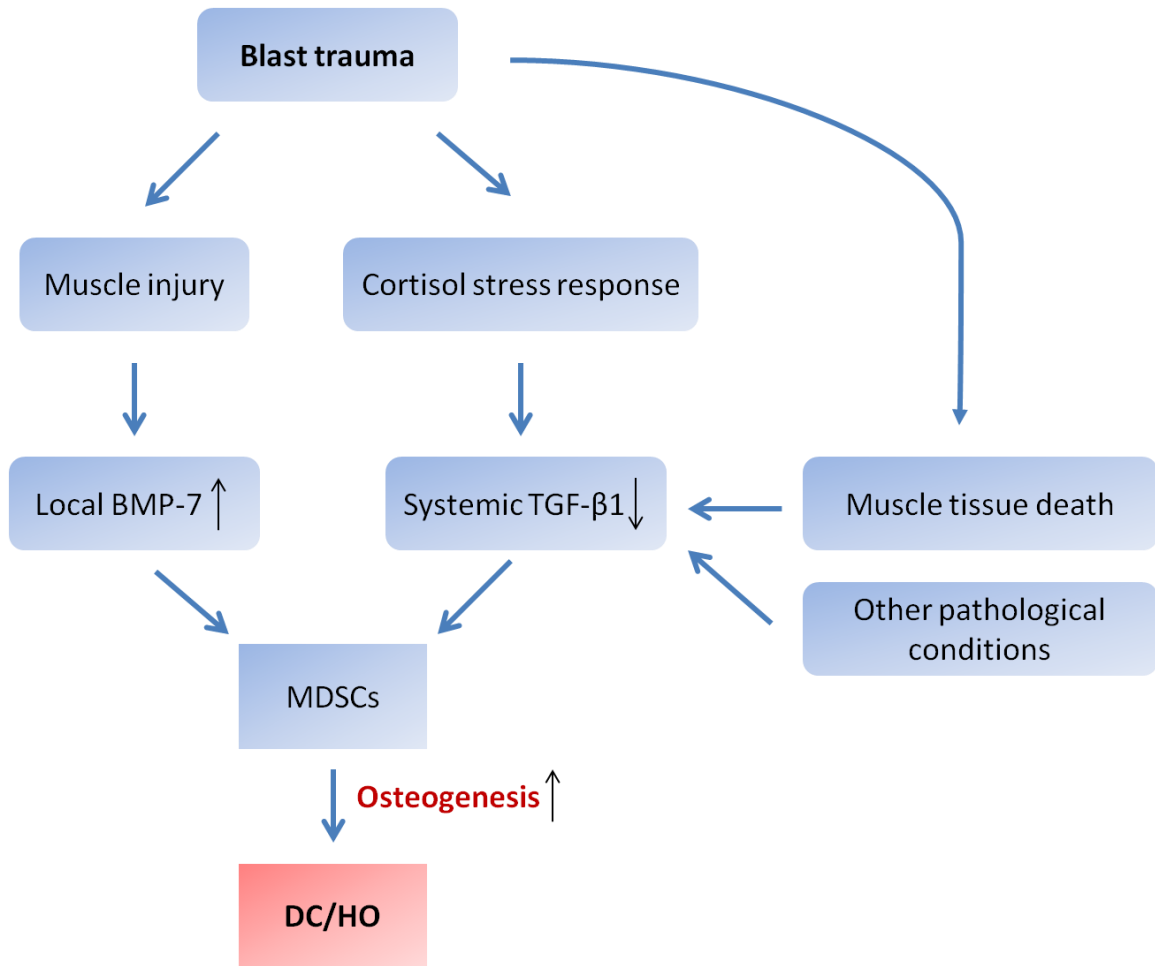 Blast trauma
Muscle injury
Cortisol stress response
Local BMP-7 ↑
Systemic TGF-β1 ↓
Muscle tissue death
Other pathological
conditions
MDSCs
Osteogenesis ↑
DC/HO